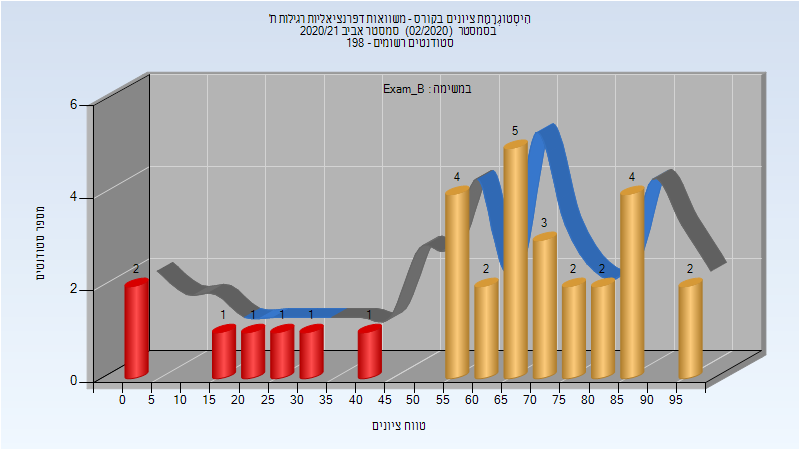 הִיסטוֹגרָמַת ציונים בקורס - משוואות דפרנציאליות רגילות ת'
בסמסטר (02/2020) סמסטר אביב 2020/21
סטודנטים רשומים - 198
במשימה : Exam_B
מספר סטודנטים
6
4
2
0
2
1
1
1
1
1
4
2
5
3
2
2
4
2
0 5 10 15 20 25 30 35 40 45 50 55 60 65 70 75 80 85 90 95
טווח ציונים